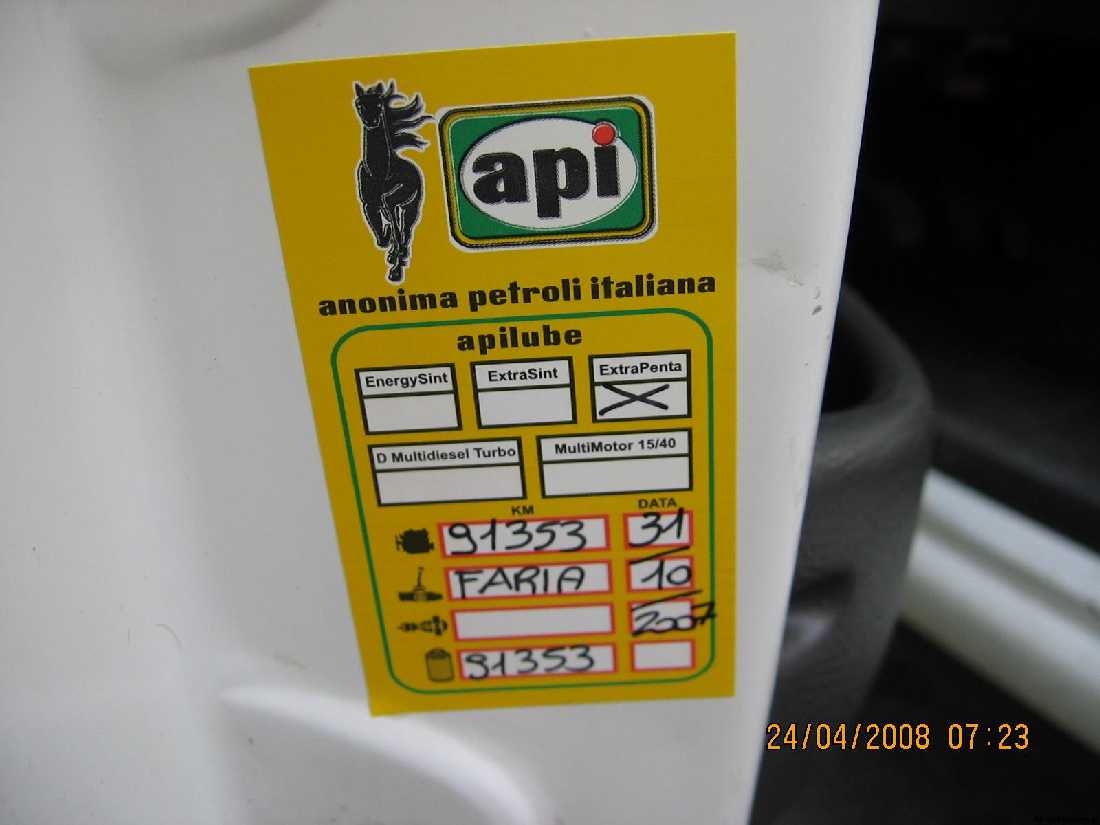 api
anonima petroli italiana
apilube
EnergySint ExtraSint ExtraPenta
X
D Multidiesel Turbo MultiMotor 15/40
KM DATA
91353 31
FARIA 10
2007
91353
24/04/2008 07:23